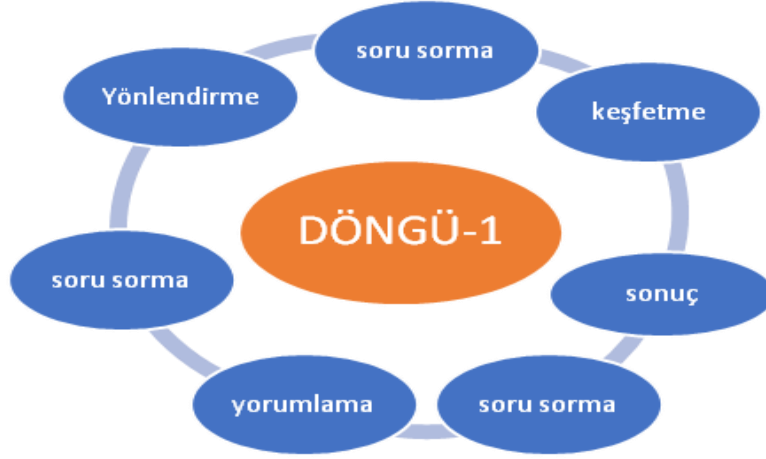 soru sorma
Yönlendirme
keşfetme
DÖNGÜ-1
soru sorma
sonuç
yorumlama
soru sorma